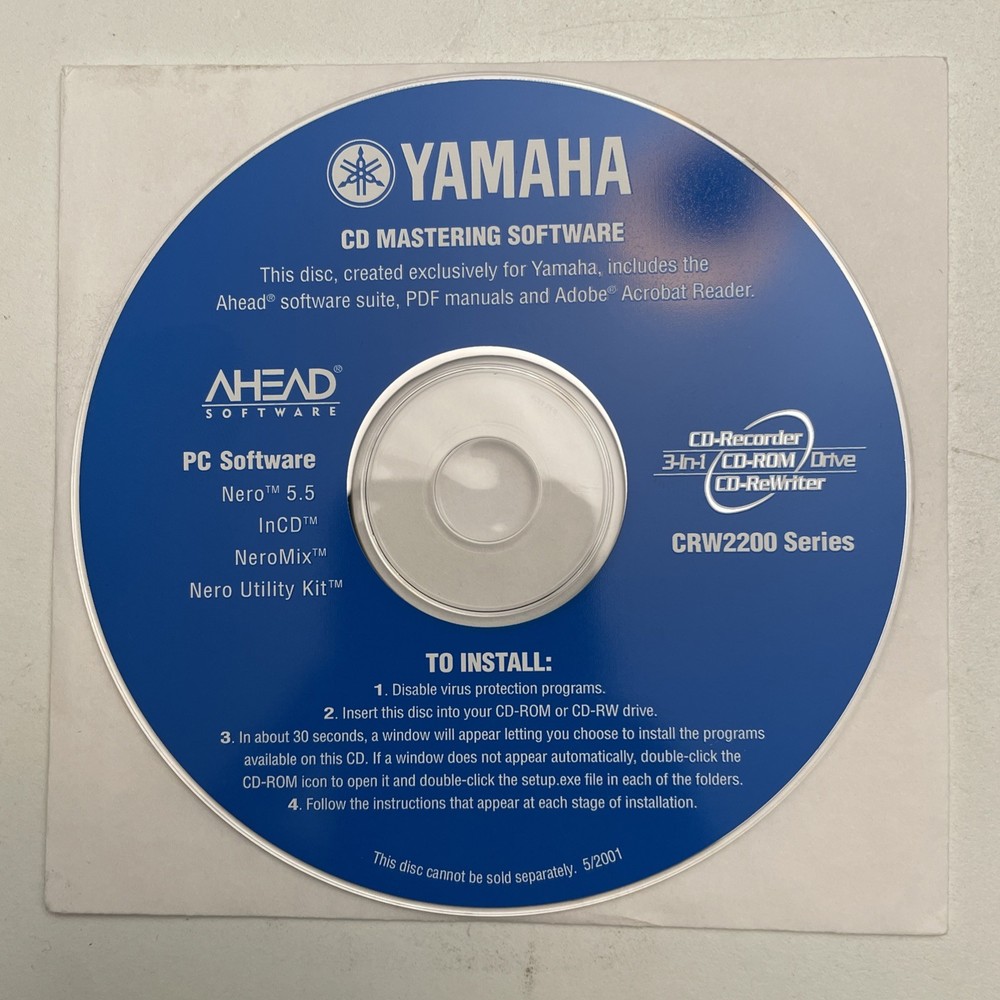 YAMAHA
CD MASTERING SOFTWARE
This disc, created exclusively for Yamaha, includes the
Ahead® software suite, PDF manuals and Adobe® Acrobat Reader.
AHEAD®
SOFTWARE
PC Software
Nero™ 5.5
InCD™
NeroMix™
Nero Utility Kit™
CD-Recorder
3-In-1 CD-ROM Drive
CD-ReWriter
CRW2200 Series
TO INSTALL:
1. Disable virus protection programs.
2. Insert this disc into your CD-ROM or CD-RW drive.
3. In about 30 seconds, a window will appear letting you choose to install the programs
available on this CD. If a window does not appear automatically, double-click the
CD-ROM icon to open it and double-click the setup.exe file in each of the folders.
4. Follow the instructions that appear at each stage of installation.
This disc cannot be sold separately. 5/2001